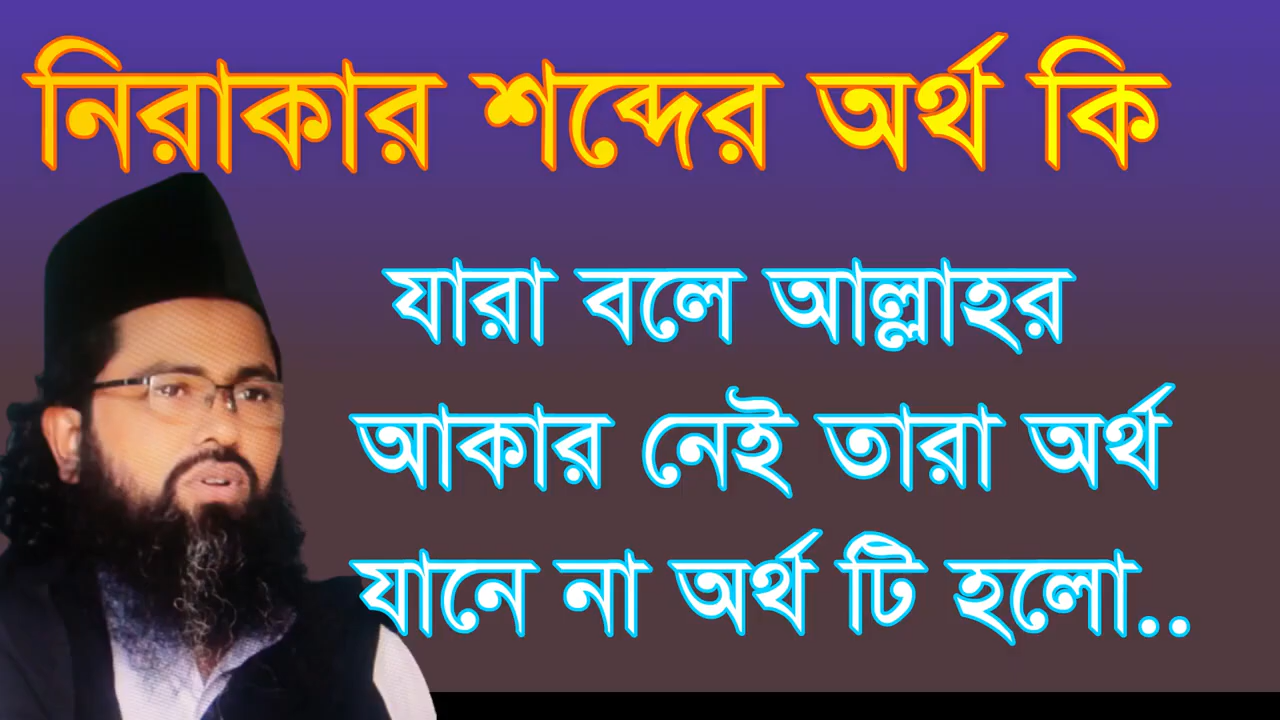 নিরাকার শব্দের অর্থ কি
যারা বলে আল্লাহর
আকার নেই তারা অর্থ
যানে না অর্থ টি হলো..